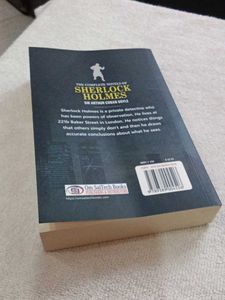 THE COMPLETE NOVELS OF
SHERLOCK
HOLMES
SIR ARTHUR CONAN DOYLE
Sherlock Holmes is a private detective who
has been powers of observation. He lives at
221b Baker Street in London. He notices things
that others simply don't and then he draws
accurate conclusions about what he sees.
Om SaiTech Books